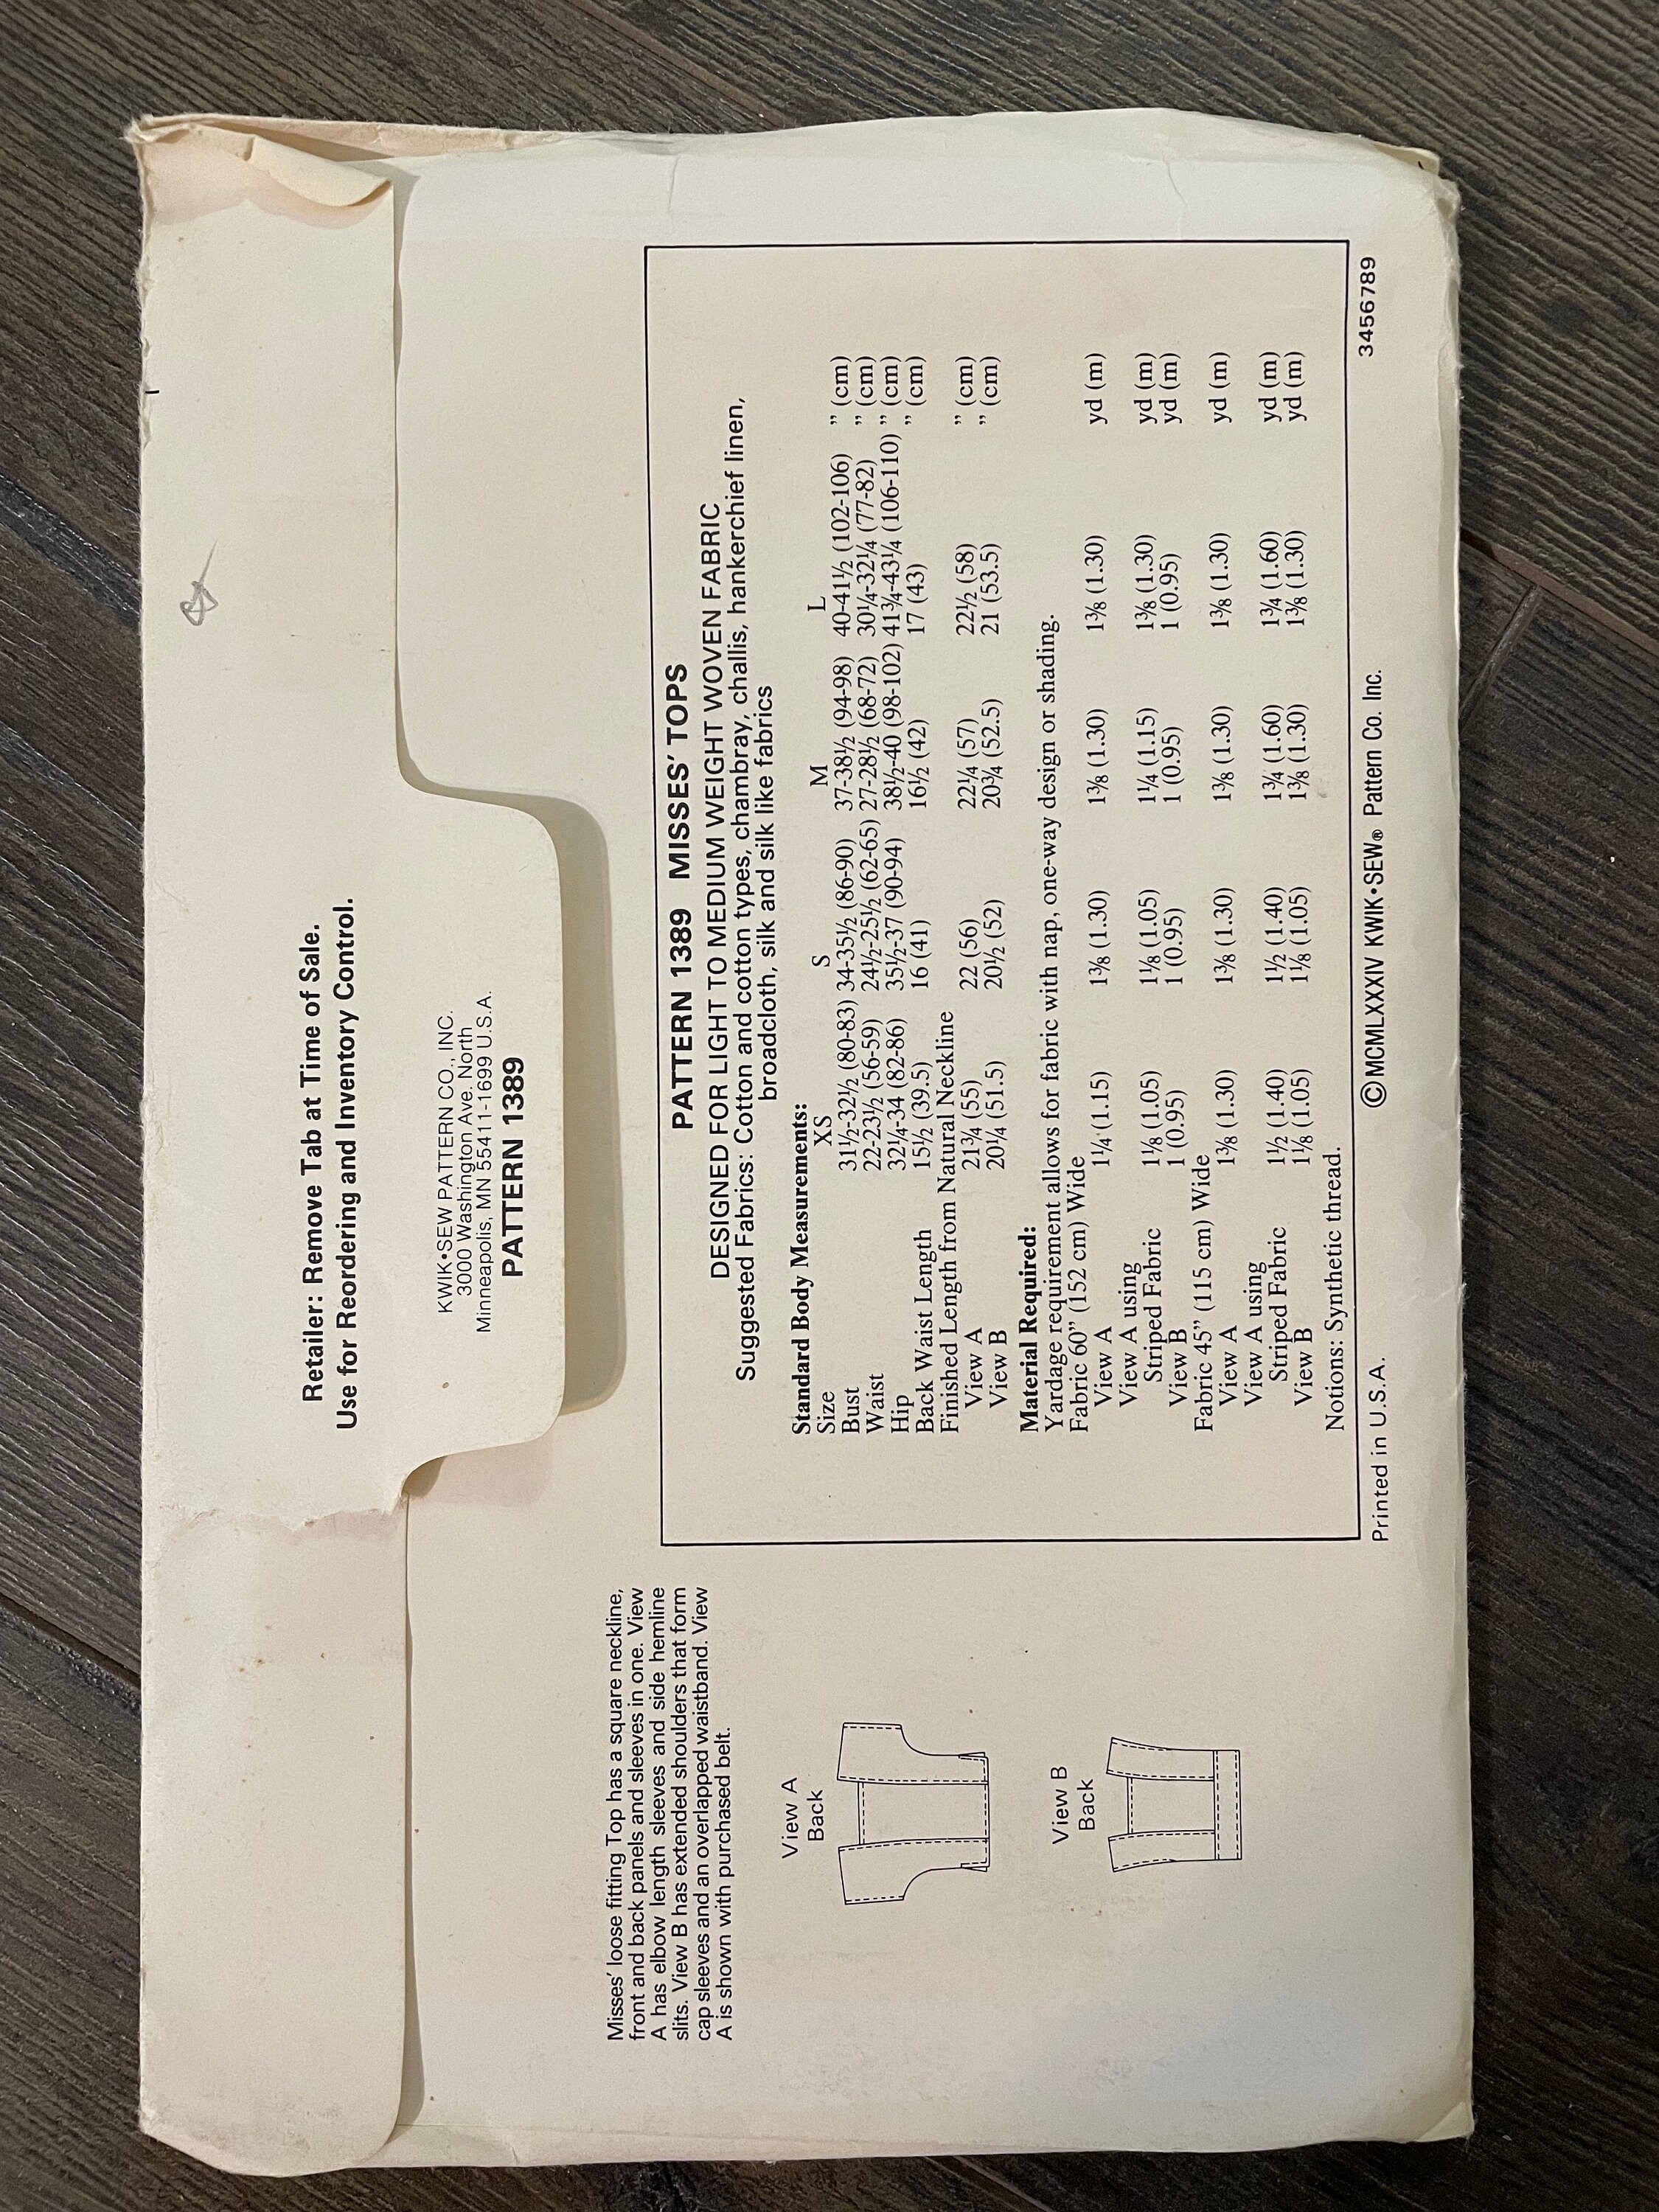 Retailer: Remove Tab at Time of Sale.
Use for Reordering and Inventory Control.
KWIK•SEW PATTERN CO., INC.
3000 Washington Ave. North
Minneapolis, MN 55411-1699 U.S.A.
PATTERN 1389
Misses' loose fitting Top has a square neckline,
front and back panels and sleeves in one. View
A has elbow length sleeves and side hemline
slits. View B has extended shoulders that form
cap sleeves and an overlapped waistband. View
A is shown with purchased belt.
View A
Back
View B
Back
PATTERN 1389 MISSES' TOPS
DESIGNED FOR LIGHT TO MEDIUM WEIGHT WOVEN FABRIC
Suggested Fabrics: Cotton and cotton types, chambray, challis, hankerchief linen,
broadcloth, silk and silk like fabrics
Standard Body Measurements:
Size XS S M L
Bust 31½-32½ (80-83) 34-35½ (86-90) 37-38½ (94-98) 40-41½ (102-106) ” (cm)
Waist 22-23½ (56-59) 24½-25½ (62-65) 27-28½ (68-72) 30¼-32¼ (77-82) ” (cm)
Hip 32¼-34 (82-86) 35½-37 (90-94) 38½-40 (98-102) 41¾-43¼ (106-110) ” (cm)
Back Waist Length 15½ (39.5) 16 (41) 16½ (42) 17 (43) ” (cm)
Finished Length from Natural Neckline
View A 21¾ (55) 22 (56) 22¼ (57) 22½ (58) ” (cm)
View B 20¼ (51.5) 20½ (52) 20¾ (52.5) 21 (53.5) ” (cm)
Material Required:
Yardage requirement allows for fabric with nap, one-way design or shading.
Fabric 60” (152 cm) Wide
View A 1¼ (1.15) 1⅜ (1.30) 1⅜ (1.30) 1⅜ (1.30) yd (m)
View A using
Striped Fabric 1⅛ (1.05) 1⅛ (1.05) 1¼ (1.15) 1⅜ (1.30) yd (m)
View B 1 (0.95) 1 (0.95) 1 (0.95) 1 (0.95) yd (m)
Fabric 45” (115 cm) Wide
View A 1⅜ (1.30) 1⅜ (1.30) 1⅜ (1.30) 1⅜ (1.30) yd (m)
View A using
Striped Fabric 1½ (1.40) 1½ (1.40) 1¾ (1.60) 1¾ (1.60) yd (m)
View B 1⅛ (1.05) 1⅛ (1.05) 1⅜ (1.30) 1⅜ (1.30) yd (m)
Notions: Synthetic thread.
Printed in U.S.A. ©MCMLXXXIV KWIK•SEW® Pattern Co. Inc. 3456789